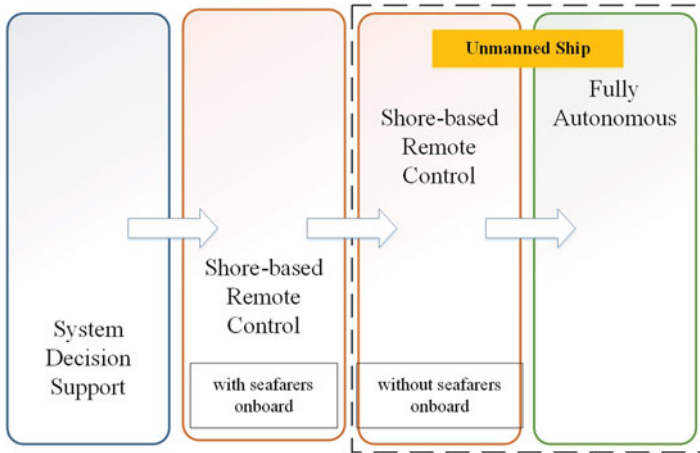 System
Decision
Support
Shore-based
Remote
Control
with seafarers
onboard
Unmanned Ship
Shore-based
Remote
Control
without seafarers
onboard
Fully
Autonomous